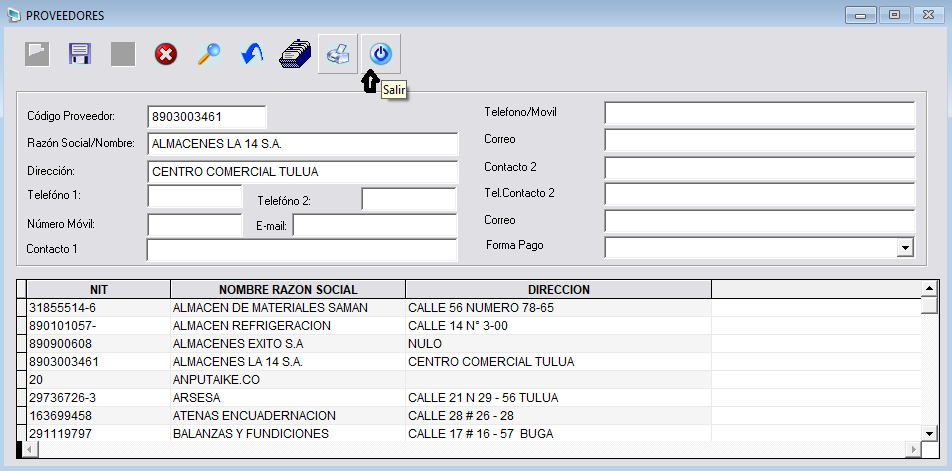 PROVEEDORES
Salir
Código Proveedor: 8903003461
Razón Social/Nombre: ALMACENES LA 14 S.A.
Dirección: CENTRO COMERCIAL TULUA
Telefóno 1: Telefóno 2:
Número Móvil: E-mail:
Contacto 1
Telefono/Movil
Correo
Contacto 2
Tel.Contacto 2
Correo
Forma Pago
NIT NOMBRE RAZON SOCIAL DIRECCION
31855514-6 ALMACEN DE MATERIALES SAMAN CALLE 56 NUMERO 78-65
890101057- ALMACEN REFRIGERACION CALLE 14 N° 3-00
890900608 ALMACENES EXITO S.A NULO
8903003461 ALMACENES LA 14 S.A. CENTRO COMERCIAL TULUA
20 ANPUTAIKE.CO
29736726-3 ARSESA CALLE 21 N 29 - 56 TULUA
163699458 ATENAS ENCUADERNACION CALLE 28 # 26 - 28
291119797 BALANZAS Y FUNDICIONES CALLE 17 # 16 - 57 BUGA